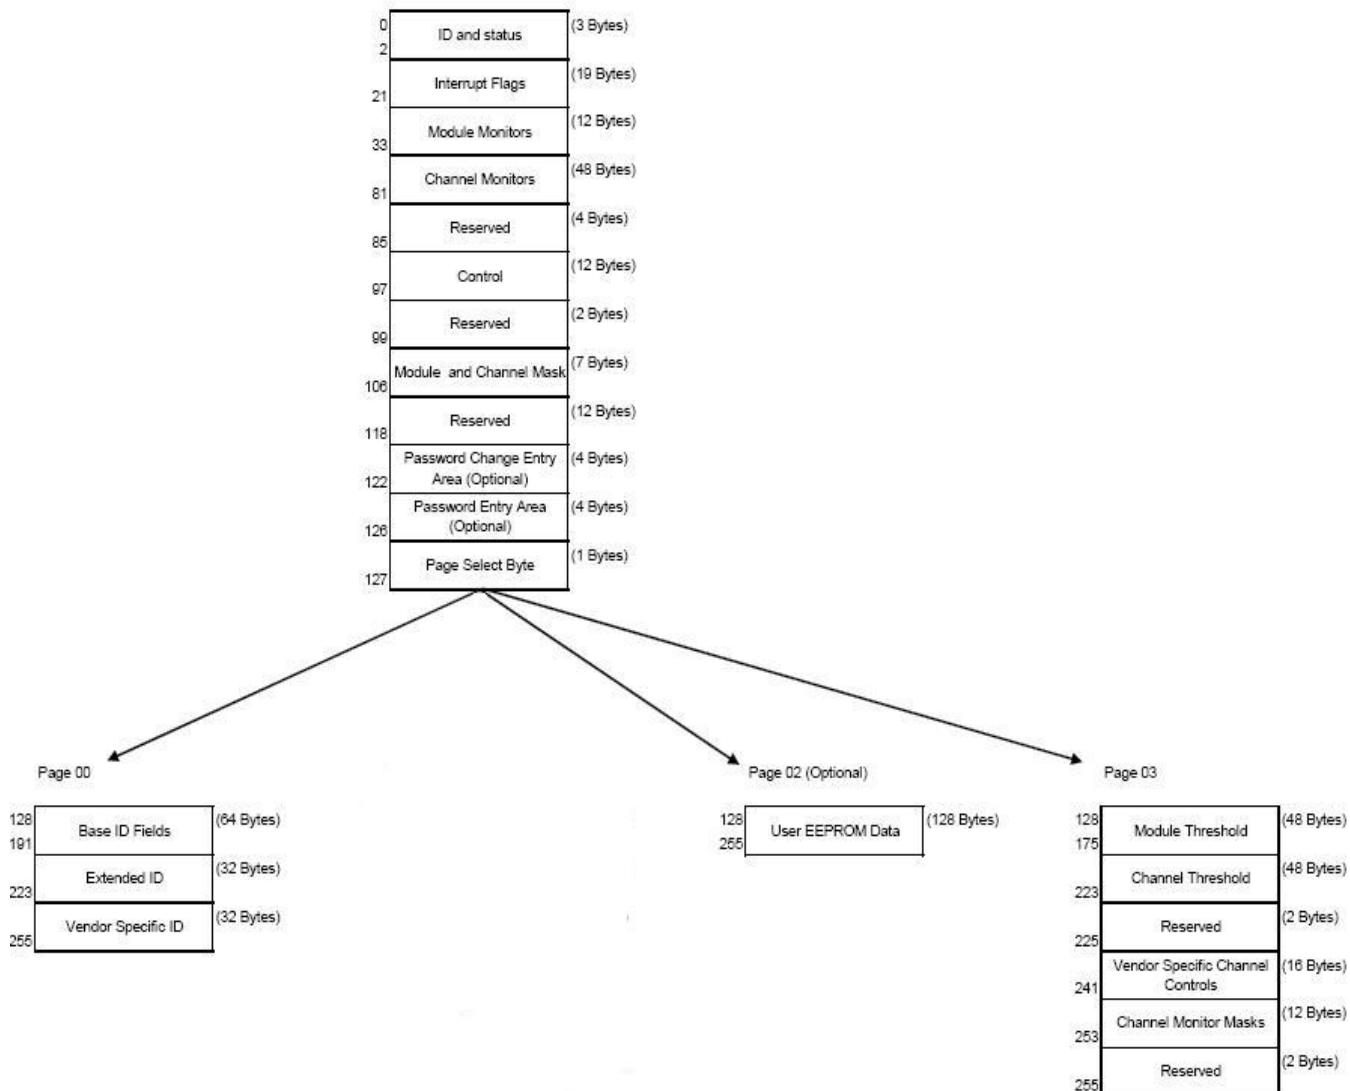 0 ID and status (3 Bytes)
2
Interrupt Flags (19 Bytes)
21
Module Monitors (12 Bytes)
33
Channel Monitors (48 Bytes)
81
Reserved (4 Bytes)
85
Control (12 Bytes)
97
Reserved (2 Bytes)
99
Module and Channel Mask (7 Bytes)
106
Reserved (12 Bytes)
118
Password Change Entry (4 Bytes)
Area (Optional)
122
Password Entry Area (4 Bytes)
(Optional)
126
Page Select Byte (1 Bytes)
127
Page 00
128 Base ID Fields (64 Bytes)
191
Extended ID (32 Bytes)
223
Vendor Specific ID (32 Bytes)
255
Page 02 (Optional)
128 User EEPROM Data (128 Bytes)
255
Page 03
128 Module Threshold (48 Bytes)
175
Channel Threshold (48 Bytes)
223
Reserved (2 Bytes)
225
Vendor Specific Channel (16 Bytes)
Controls
241
Channel Monitor Masks (12 Bytes)
253
Reserved (2 Bytes)
255